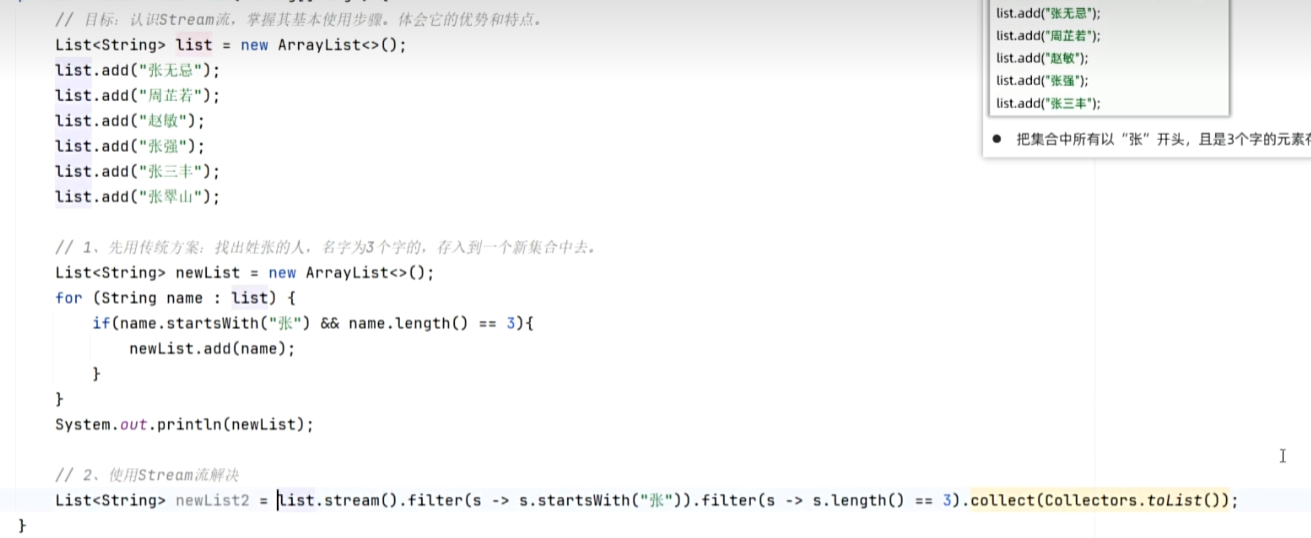 // 目标：认识Stream流，掌握其基本使用步骤。体会它的优势和特点。
List<String> list = new ArrayList<>();
list.add("张无忌");
list.add("周芷若");
list.add("赵敏");
list.add("张强");
list.add("张三丰");
list.add("张翠山");
// 1、先用传统方案：找出姓张的人，名字为3个字的，存入到一个新集合中去。
List<String> newList = new ArrayList<>();
for (String name : list) {
if(name.startsWith("张") && name.length() == 3){
newList.add(name);
}
}
System.out.println(newList);
// 2、使用Stream流解决
List<String> newList2 = list.stream().filter(s -> s.startsWith("张")).filter(s -> s.length() == 3).collect(Collectors.toList());
}
list.add("张无忌");
list.add("周芷若");
list.add("赵敏");
list.add("张强");
list.add("张三丰");
● 把集合中所有以“张”开头，且是3个字的元素存